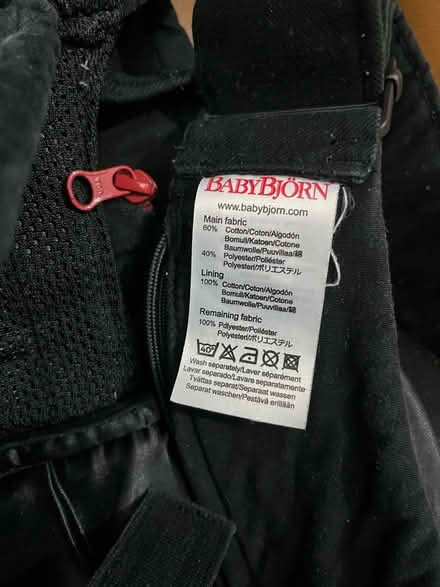 BABYBJÖRN
www.babybjorn.com
Main fabric
60% Cotton/Coton/Algodón
Bomull/Katoen/Cotone
Baumwolle/Puuvillaa/綿
40% Polyester/Poliéster
Polyesteri/ポリエステル
Lining
100% Cotton/Coton/Algodón
Bomull/Katoen/Cotone
Baumwolle/Puuvillaa/綿
Remaining fabric
100% Polyester/Poliéster
Polyesteri/ポリエステル
40°
Wash separately/Laver séparément
Lavar separado/Lavare separatamente
Tvättas separat/Separaat wassen
Separat waschen/Pestävä erillään